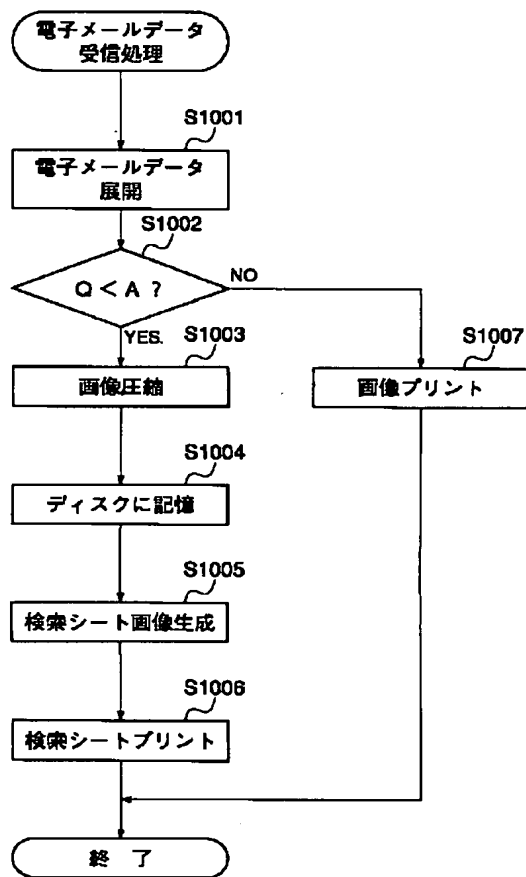 電子メールデータ
受信処理
S1001
電子メールデータ
展開
S1002
Q < A ?
NO
YES.
S1003
画像圧縮
S1007
画像プリント
S1004
ディスクに記憶
S1005
検索シート画像生成
S1006
検索シートプリント
終 了